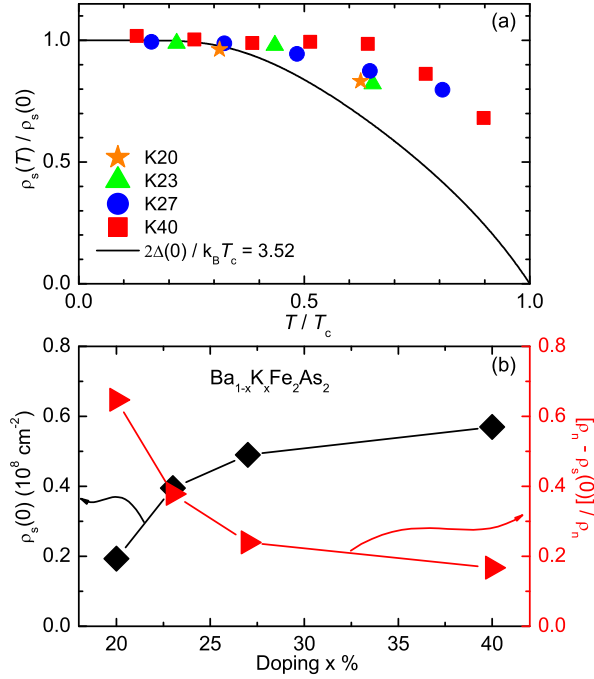 (a)
1.0
0.5
0.0
ρs(T) / ρs(0)
K20
K23
K27
K40
2Δ(0) / kBTc = 3.52
0.0 0.5 1.0
T / Tc
(b)
Ba1-xKxFe2As2
0.8 0.8
0.6 0.6
0.4 0.4
0.2 0.2
0.0 0.0
ρs(0) (10^8 cm^-2)
[ρn - ρs(0)] / ρn
20 25 30 35 40
Doping x %